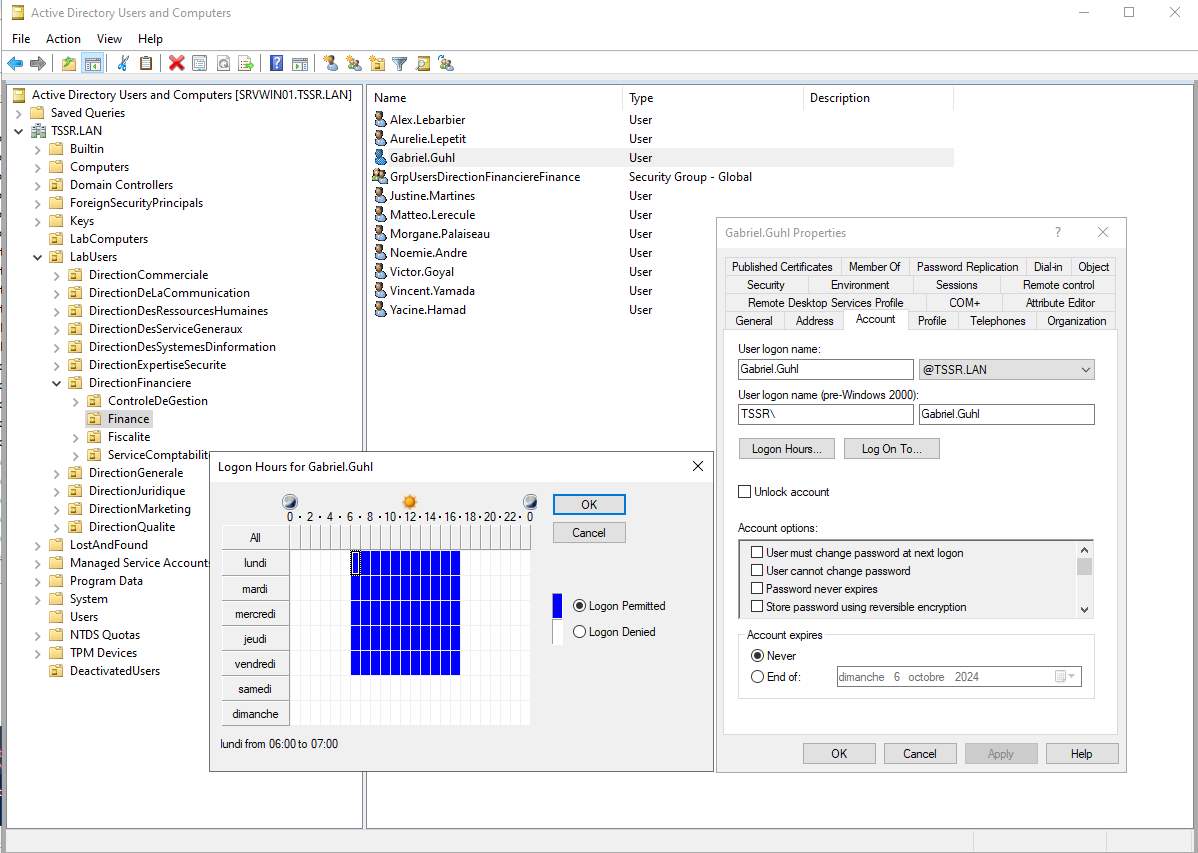 Active Directory Users and Computers
File Action View Help
Active Directory Users and Computers [SRVWIN01.TSSR.LAN]
Saved Queries
TSSR.LAN
Builtin
Computers
Domain Controllers
ForeignSecurityPrincipals
Keys
LabComputers
LabUsers
DirectionCommerciale
DirectionDeLaCommunication
DirectionDesRessourcesHumaines
DirectionDesServiceGeneraux
DirectionDesSystemesDinformation
DirectionExpertiseSecurite
DirectionFinanciere
ControleDeGestion
Finance
Fiscalite
ServiceComptabilit
DirectionGenerale
DirectionJuridique
DirectionMarketing
DirectionQualite
LostAndFound
Managed Service Accounts
Program Data
System
Users
NTDS Quotas
TPM Devices
DeactivatedUsers
Name Type Description
Alex.Lebarbier User
Aurelie.Lepetit User
Gabriel.Guhl User
GrpUsersDirectionFinanciereFinance Security Group - Global
Justine.Martines User
Matteo.Lerecule User
Morgane.Palaiseau User
Noemie.Andre User
Victor.Goyal User
Vincent.Yamada User
Yacine.Hamad User
Logon Hours for Gabriel.Guhl
0 · 2 · 4 · 6 · 8 · 10 · 12 · 14 · 16 · 18 · 20 · 22 · 0
All
lundi
mardi
mercredi
jeudi
vendredi
samedi
dimanche
OK
Cancel
Logon Permitted
Logon Denied
lundi from 06:00 to 07:00
Gabriel.Guhl Properties ?
Published Certificates Member Of Password Replication Dial-in Object
Security Environment Sessions Remote control
Remote Desktop Services Profile COM+ Attribute Editor
General Address Account Profile Telephones Organization
User logon name:
Gabriel.Guhl @TSSR.LAN
User logon name (pre-Windows 2000):
TSSR\ Gabriel.Guhl
Logon Hours... Log On To...
Unlock account
Account options:
User must change password at next logon
User cannot change password
Password never expires
Store password using reversible encryption
Account expires
Never
End of: dimanche 6 octobre 2024
OK Cancel Apply Help